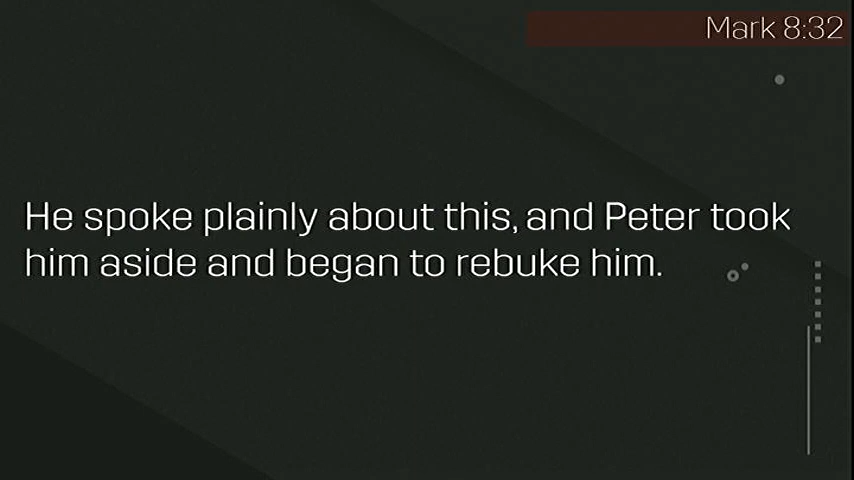 Mark 8:32
He spoke plainly about this, and Peter took
him aside and began to rebuke him.